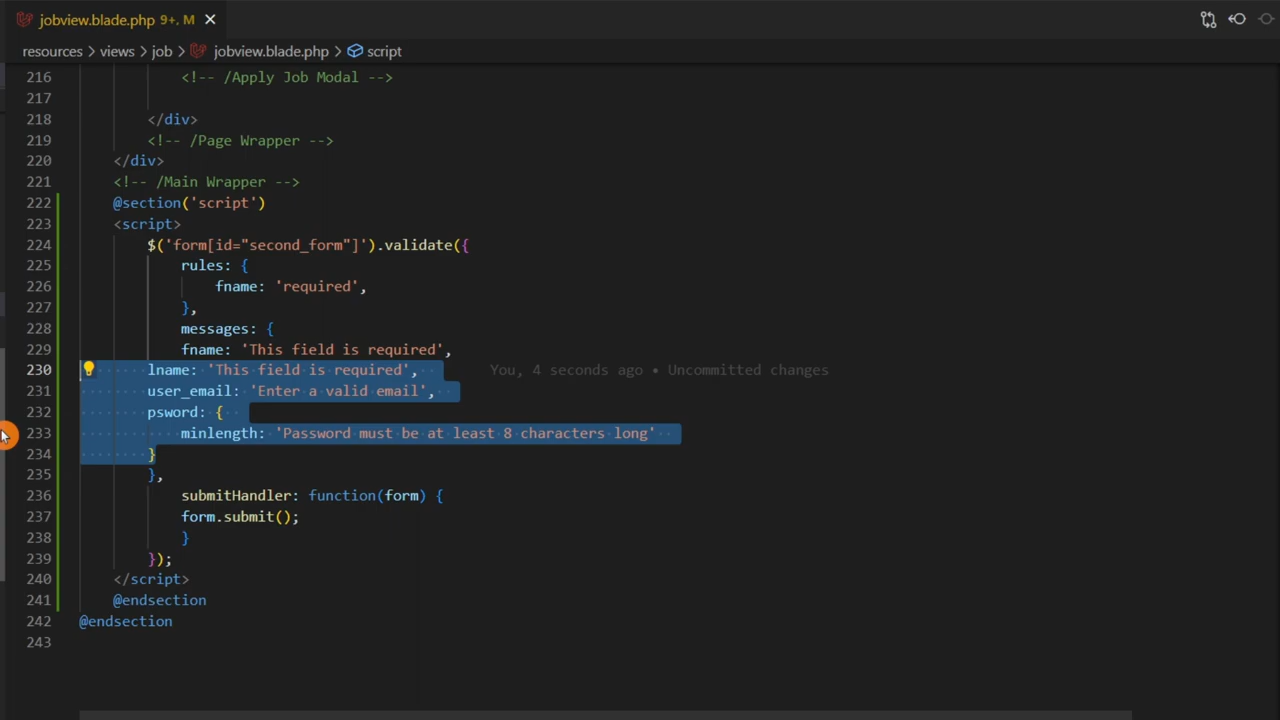 jobview.blade.php 9+, M
resources > views > job > jobview.blade.php > script
216 <!-- /Apply Job Modal -->
217
218 </div>
219 <!-- /Page Wrapper -->
220 </div>
221 <!-- /Main Wrapper -->
222 @section('script')
223 <script>
224 $('form[id="second_form"]').validate({
225 rules: {
226 fname: 'required',
227 },
228 messages: {
229 fname: 'This field is required',
230 lname: 'This field is required', You, 4 seconds ago • Uncommitted changes
231 user_email: 'Enter a valid email',
232 psword: {
233 minlength: 'Password must be at least 8 characters long'
234 }
235 },
236 submitHandler: function(form) {
237 form.submit();
238 }
239 });
240 </script>
241 @endsection
242 @endsection
243